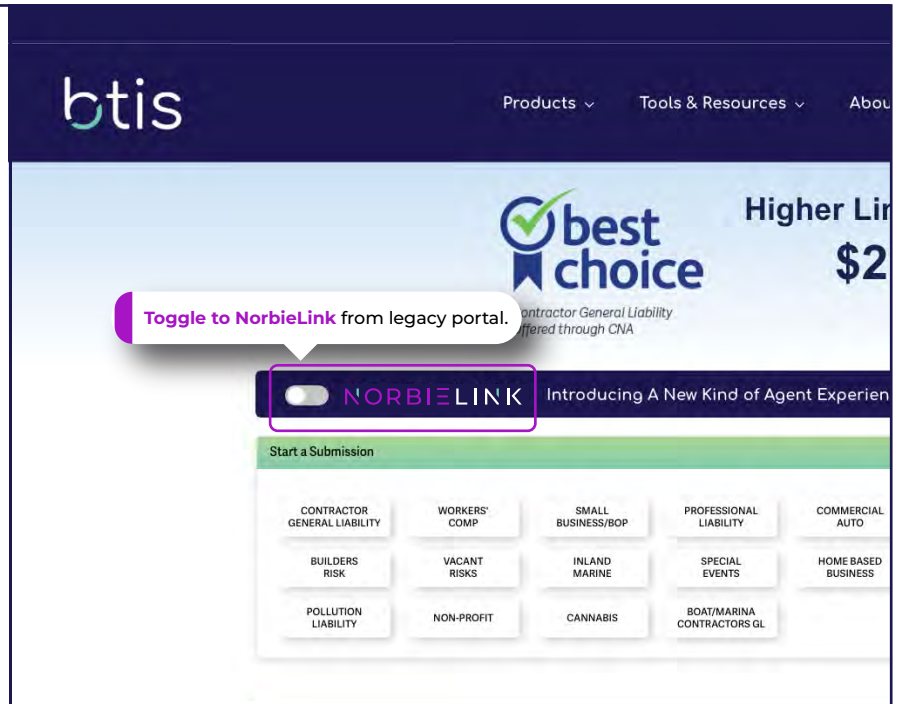 btis
Products
Tools & Resources
Abou
best
choice
Higher Lin
$2
Toggle to NorbieLink from legacy portal.
ontractor General Liability
ffered through CNA
NORBIELINK
Introducing A New Kind of Agent Experien
Start a Submission
CONTRACTOR
GENERAL LIABILITY
WORKERS'
COMP
SMALL
BUSINESS/BOP
PROFESSIONAL
LIABILITY
COMMERCIAL
AUTO
BUILDERS
RISK
VACANT
RISKS
INLAND
MARINE
SPECIAL
EVENTS
HOME BASED
BUSINESS
POLLUTION
LIABILITY
NON-PROFIT
CANNABIS
BOAT/MARINA
CONTRACTORS GL